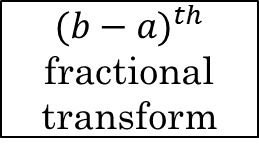 (b − a)^{th}
fractional
transform